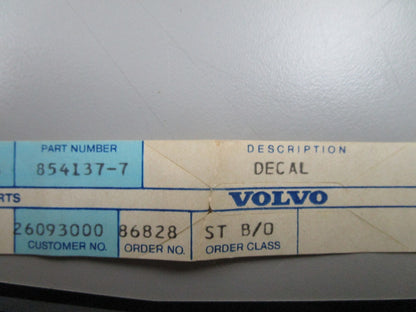 PART NUMBER DESCRIPTION
854137-7 DECAL
RTS VOLVO
26093000 86828 ST B/O
CUSTOMER NO. ORDER NO. ORDER CLASS